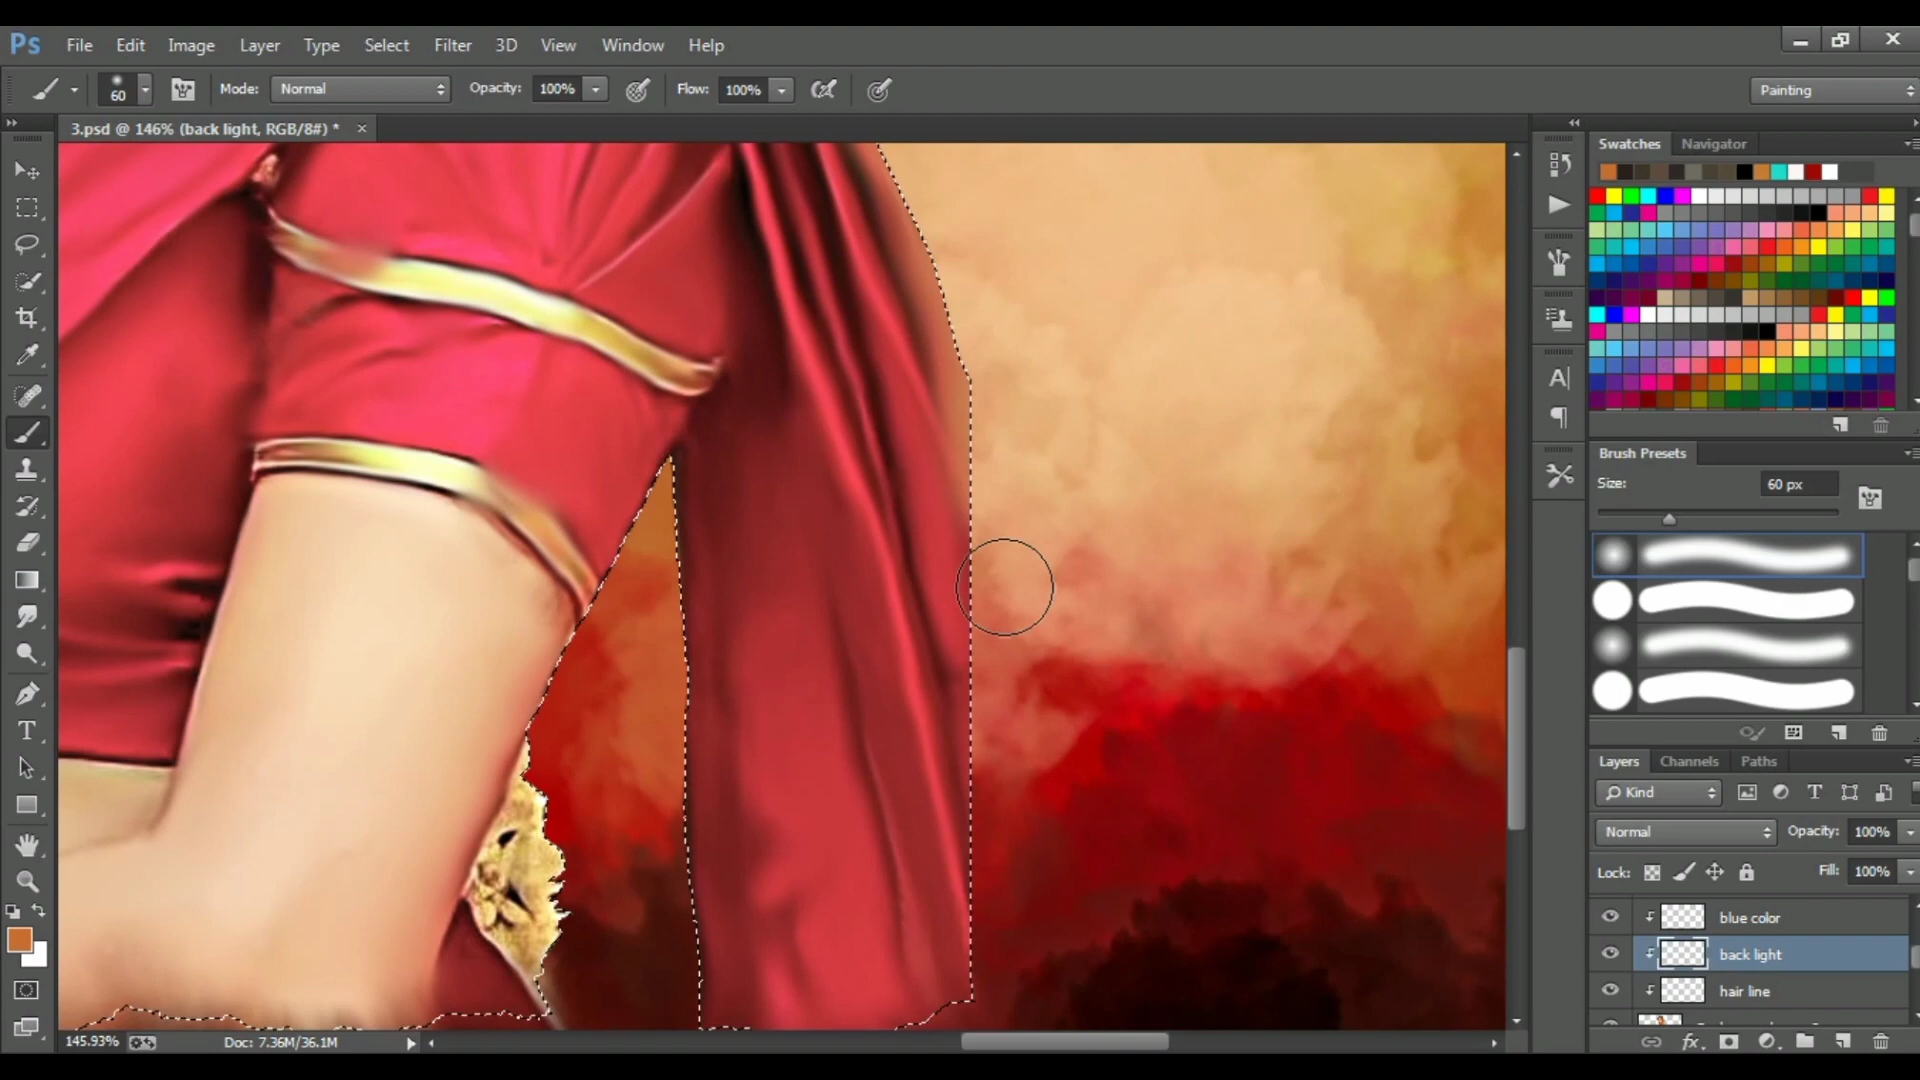 Ps File Edit Image Layer Type Select Filter 3D View Window Help
60 Mode: Normal Opacity: 100% Flow: 100% Painting
3.psd @ 146% (back light, RGB/8#) *
Swatches Navigator
Brush Presets
Size: 60 px
Layers Channels Paths
Kind
Normal Opacity: 100%
Lock: Fill: 100%
blue color
back light
hair line
145.93% Doc: 7.36M/36.1M